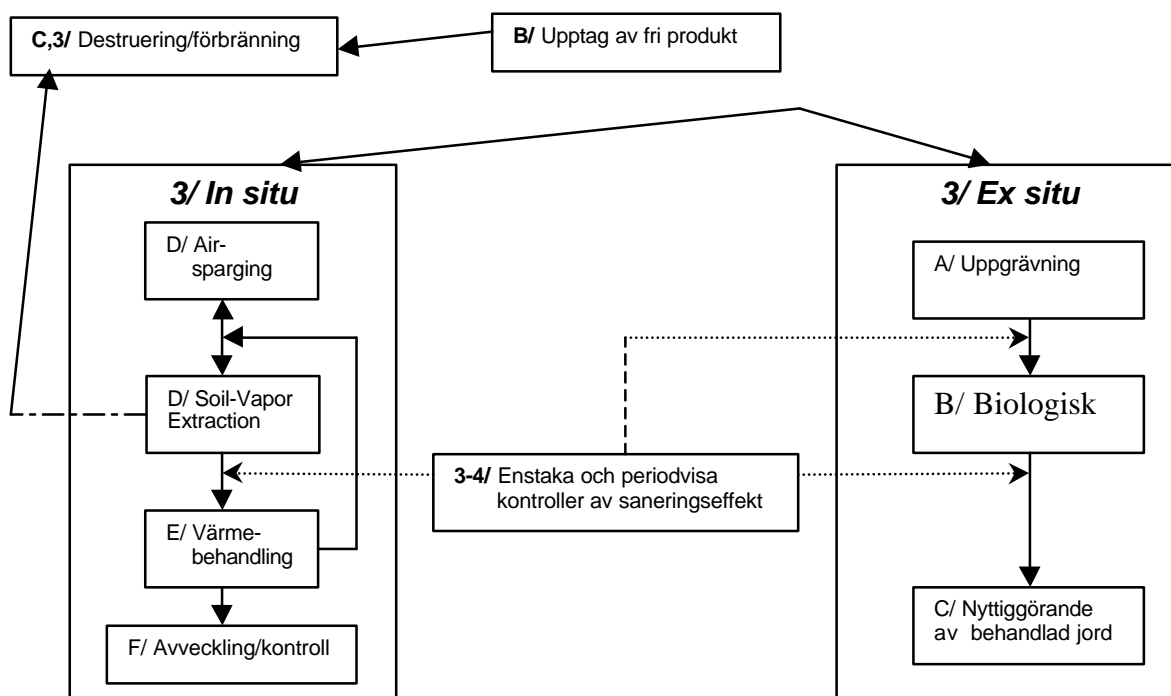 C,3/ Destruering/förbränning
B/ Upptag av fri produkt
3/ In situ
D/ Air-
sparging
D/ Soil-Vapor
Extraction
E/ Värme-
behandling
F/ Avveckling/kontroll
3-4/ Enstaka och periodvisa
kontroller av saneringseffekt
3/ Ex situ
A/ Uppgrävning
B/ Biologisk
C/ Nyttiggörande
av behandlad jord